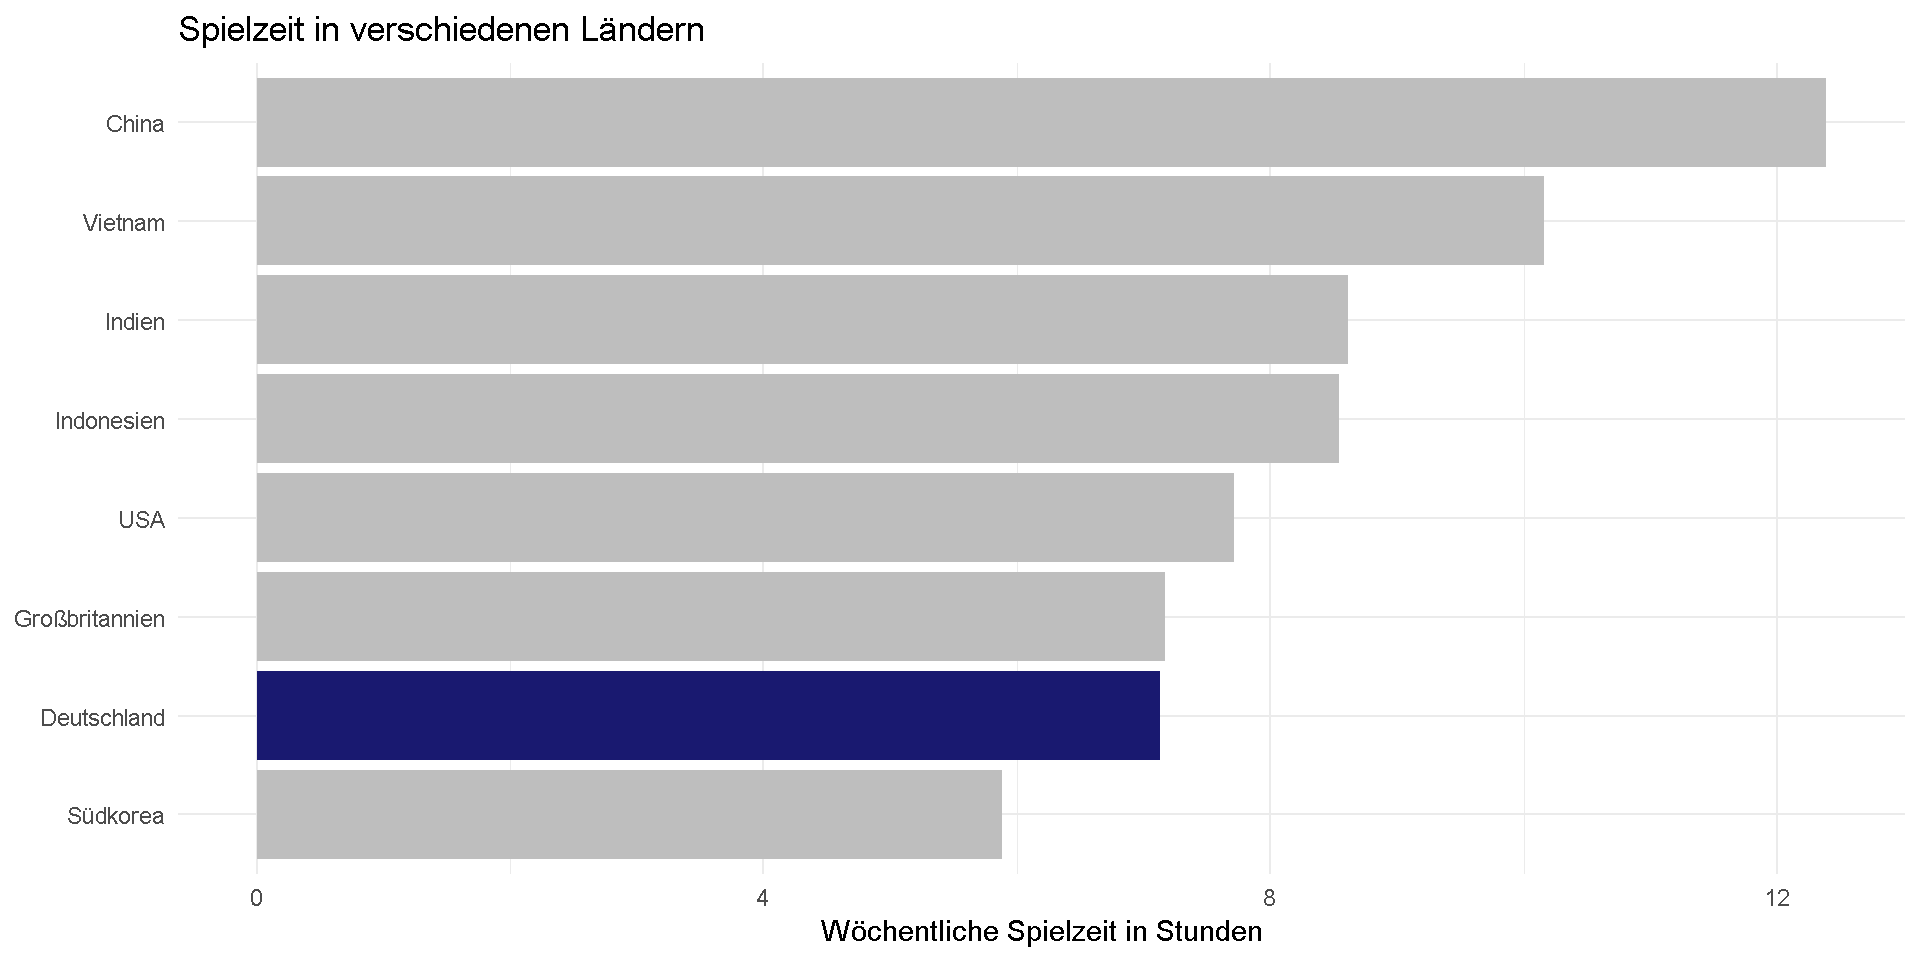 Spielzeit in verschiedenen Ländern
China
Vietnam
Indien
Indonesien
USA
Großbritannien
Deutschland
Südkorea
0 4 8 12
Wöchentliche Spielzeit in Stunden